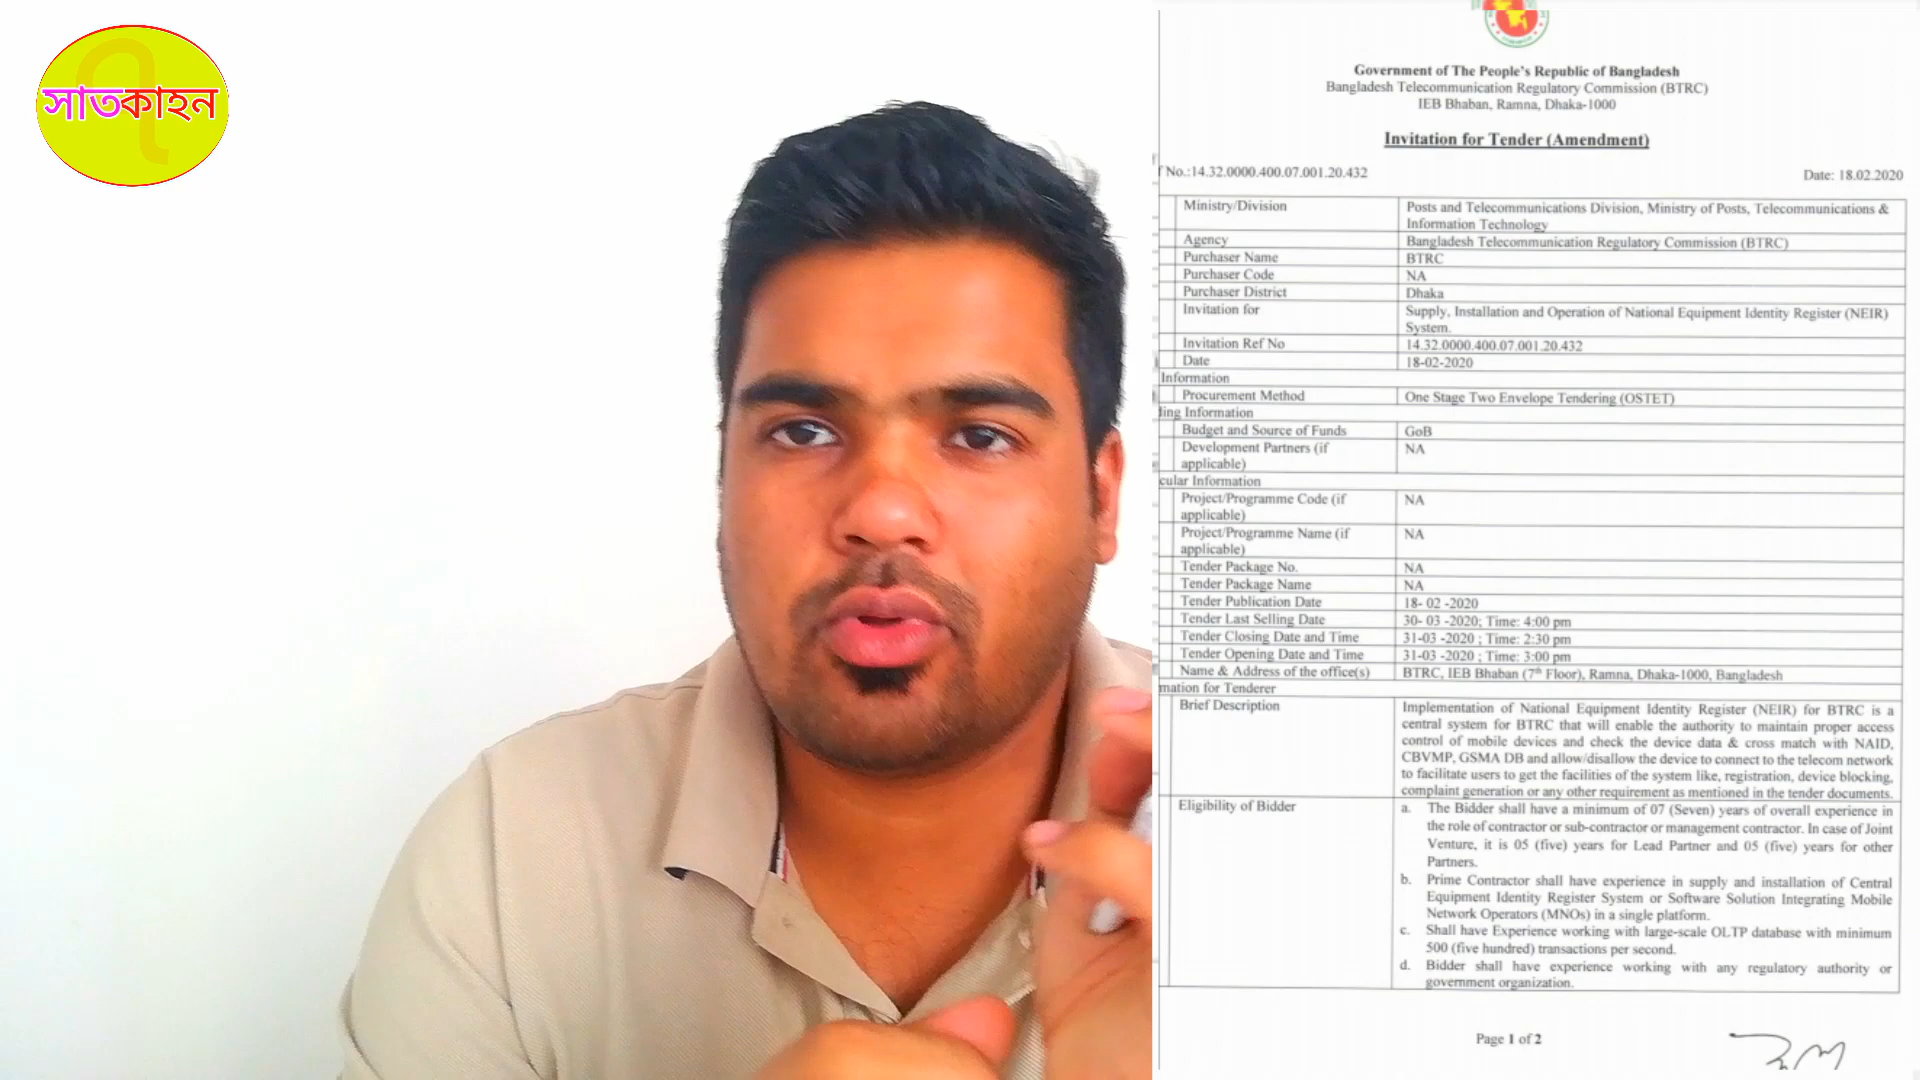 সাতকাহন
Government of The People's Republic of Bangladesh
Bangladesh Telecommunication Regulatory Commission (BTRC)
IEB Bhaban, Ramna, Dhaka-1000
Invitation for Tender (Amendment)
f No.:14.32.0000.400.07.001.20.432
Date: 18.02.2020
Ministry/Division
Posts and Telecommunications Division, Ministry of Posts, Telecommunications &
Information Technology
Agency
Bangladesh Telecommunication Regulatory Commission (BTRC)
Purchaser Name
BTRC
Purchaser Code
NA
Purchaser District
Dhaka
Invitation for
Supply, Installation and Operation of National Equipment Identity Register (NEIR)
System.
Invitation Ref No
14.32.0000.400.07.001.20.432
Date
18-02-2020
Information
Procurement Method
One Stage Two Envelope Tendering (OSTET)
ling Information
Budget and Source of Funds
GoB
Development Partners (if
applicable)
NA
cular Information
Project/Programme Code (if
applicable)
NA
Project/Programme Name (if
applicable)
NA
Tender Package No.
NA
Tender Package Name
NA
Tender Publication Date
18- 02 -2020
Tender Last Selling Date
30- 03 -2020; Time: 4:00 pm
Tender Closing Date and Time
31-03 -2020 ; Time: 2:30 pm
Tender Opening Date and Time
31-03 -2020 ; Time: 3:00 pm
Name & Address of the office(s)
BTRC, IEB Bhaban (7th Floor), Ramna, Dhaka-1000, Bangladesh
mation for Tenderer
Brief Description
Implementation of National Equipment Identity Register (NEIR) for BTRC is a
central system for BTRC that will enable the authority to maintain proper access
control of mobile devices and check the device data & cross match with NAID,
CBVMP, GSMA DB and allow/disallow the device to connect to the telecom network
to facilitate users to get the facilities of the system like, registration, device blocking,
complaint generation or any other requirement as mentioned in the tender documents.
Eligibility of Bidder
a. The Bidder shall have a minimum of 07 (Seven) years of overall experience in
the role of contractor or sub-contractor or management contractor. In case of Joint
Venture, it is 05 (five) years for Lead Partner and 05 (five) years for other
Partners.
b. Prime Contractor shall have experience in supply and installation of Central
Equipment Identity Register System or Software Solution Integrating Mobile
Network Operators (MNOs) in a single platform.
c. Shall have Experience working with large-scale OLTP database with minimum
500 (five hundred) transactions per second.
d. Bidder shall have experience working with any regulatory authority or
government organization.
Page 1 of 2